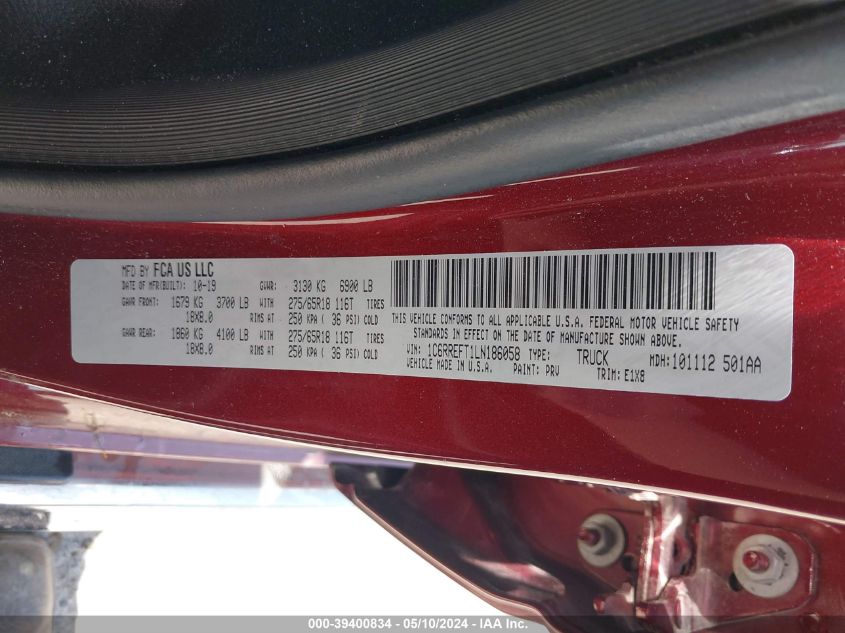 MFD BY FCA US LLC
DATE OF MFR(BUILT): 10-19 GVWR: 3130 KG 6900 LB
GAWR FRONT: 1679 KG 3700 LB WITH 275/65R18 116T TIRES
18X8.0 RIMS AT 250 KPA ( 36 PSI) COLD
GAWR REAR: 1860 KG 4100 LB WITH 275/65R18 116T TIRES
18X8.0 RIMS AT 250 KPA ( 36 PSI) COLD
THIS VEHICLE CONFORMS TO ALL APPLICABLE U.S.A. FEDERAL MOTOR VEHICLE SAFETY
STANDARDS IN EFFECT ON THE DATE OF MANUFACTURE SHOWN ABOVE.
VIN: 1C6RREFT1LN186058 TYPE: TRUCK MDH: 101112 501AA
VEHICLE MADE IN U.S.A. PAINT: PRV TRIM: E1X8
000-39400834 - 05/10/2024 - IAA Inc.